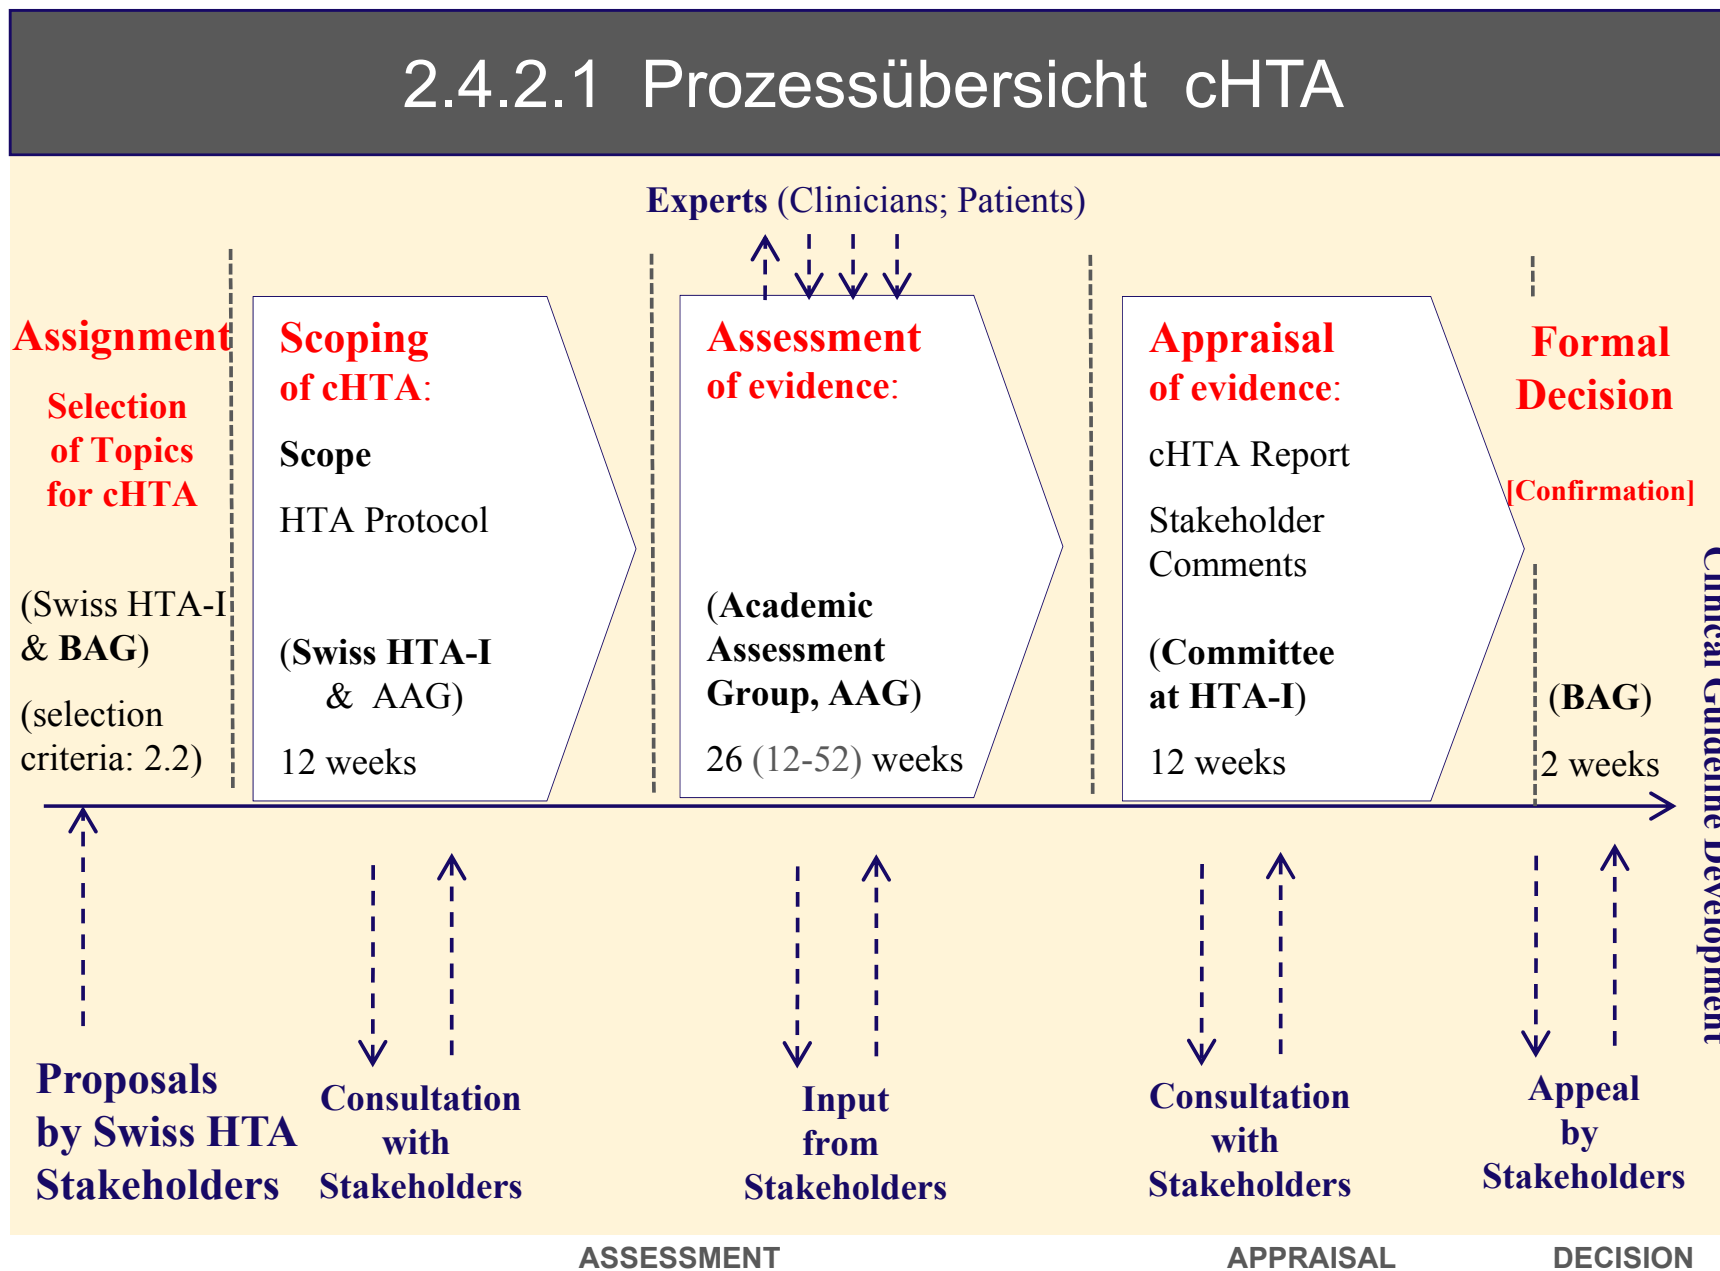 2.4.2.1 Prozessübersicht cHTA
Experts (Clinicians; Patients)
Assignment
Selection
of Topics
for cHTA
(Swiss HTA-I
& BAG)
(selection
criteria: 2.2)
Scoping
of cHTA:
Scope
HTA Protocol
(Swiss HTA-I
& AAG)
12 weeks
Assessment
of evidence:
(Academic
Assessment
Group, AAG)
26 (12-52) weeks
Appraisal
of evidence:
cHTA Report
Stakeholder
Comments
(Committee
at HTA-I)
12 weeks
Formal
Decision
[Confirmation]
(BAG)
2 weeks
Clinical Guideline Development
Proposals
by Swiss HTA
Stakeholders
Consultation
with
Stakeholders
Input
from
Stakeholders
Consultation
with
Stakeholders
Appeal
by
Stakeholders
ASSESSMENT
APPRAISAL
DECISION